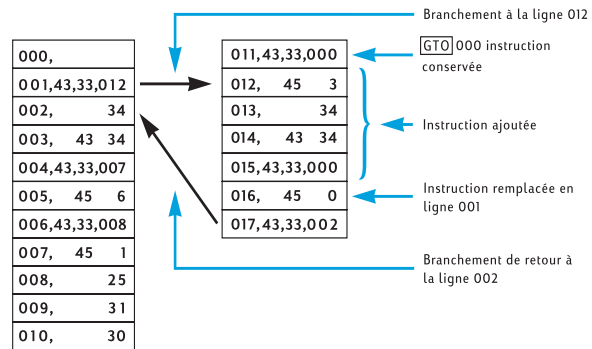 000,
001,43,33,012
002, 34
003, 43 34
004,43,33,007
005, 45 6
006,43,33,008
007, 45 1
008, 25
009, 31
010, 30
011,43,33,000
012, 45 3
013, 34
014, 43 34
015,43,33,000
016, 45 0
017,43,33,002
Branchement à la ligne 012
GTO 000 instruction
conservée
Instruction ajoutée
Instruction remplacée en
ligne 001
Branchement de retour à
la ligne 002